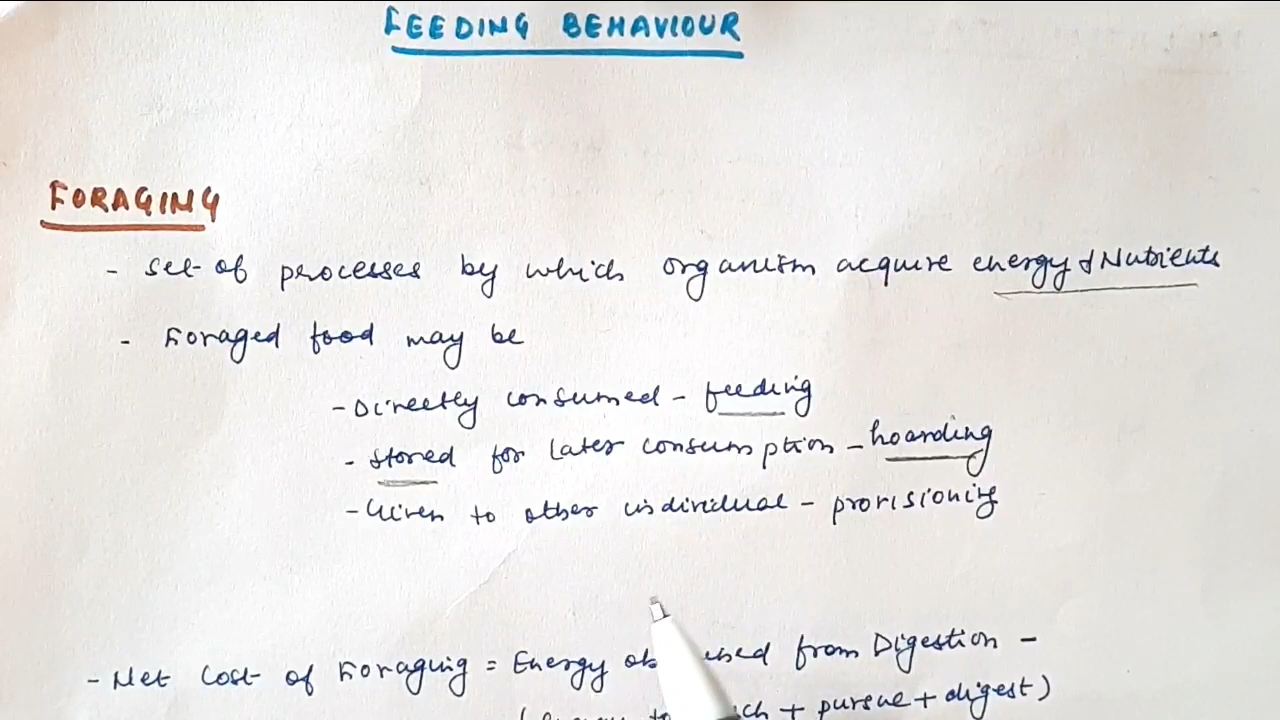 FEEDING BEHAVIOUR
FORAGING
- Set of processes by which organism acquire energy & Nutrients
- Foraged food may be
- Directly consumed - feeding
- Stored for later consumption - hoarding
- Given to other individual - provisioning
- Net Cost of Foraging = Energy from Digestion -
+ pursue + digest)